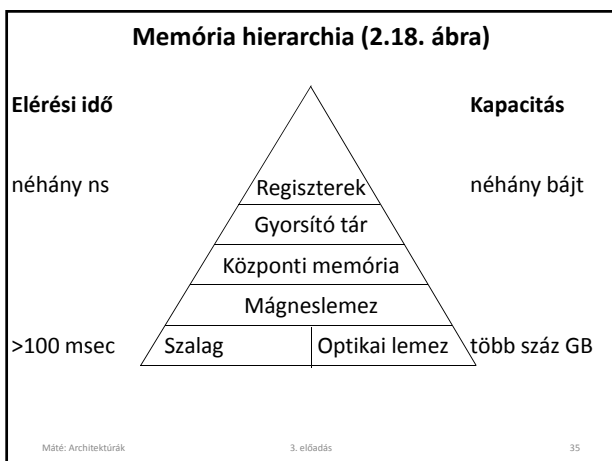 Memória hierarchia (2.18. ábra)
Elérési idő Kapacitás
néhány ns Regiszterek néhány bájt
Gyorsító tár
Központi memória
Mágneslemez
>100 msec Szalag Optikai lemez több száz GB
Máté: Architektúrák 3. előadás 35